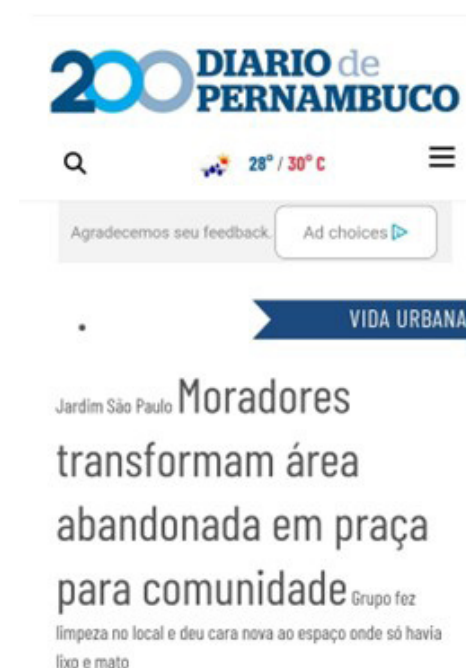 200 DIARIO de
PERNAMBUCO
28° / 30° C
Agradecemos seu feedback. Ad choices
VIDA URBANA
Jardim São Paulo Moradores
transformam área
abandonada em praça
para comunidade Grupo fez
limpeza no local e deu cara nova ao espaço onde só havia
lixo e mato